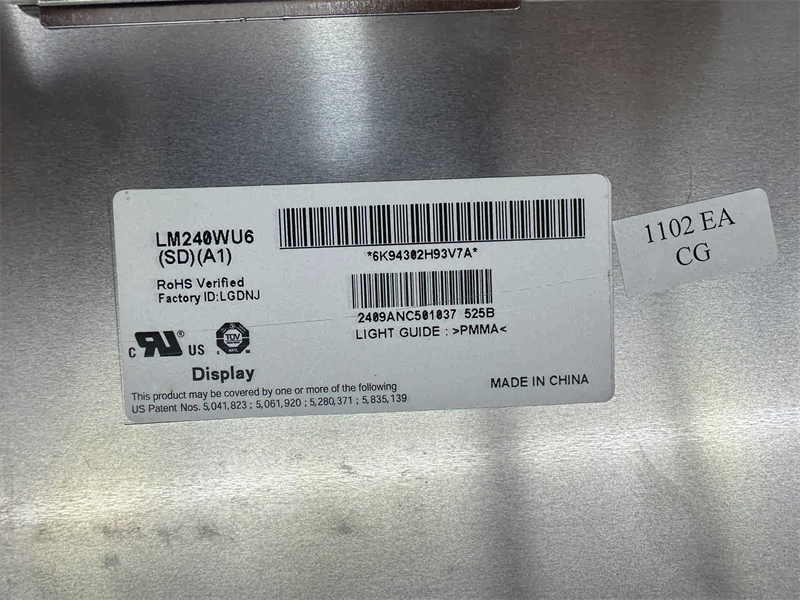 LM240WU6
(SD)(A1)
*6K94302H93V7A*
RoHS Verified
Factory ID:LGDNJ
2409ANC501037 525B
LIGHT GUIDE : >PMMA<
C RU ® US
TÜV
Display
MADE IN CHINA
This product may be covered by one or more of the following
US Patent Nos. 5,041,823 ; 5,061,920 ; 5,280,371 ; 5,835,139
1102 EA
CG